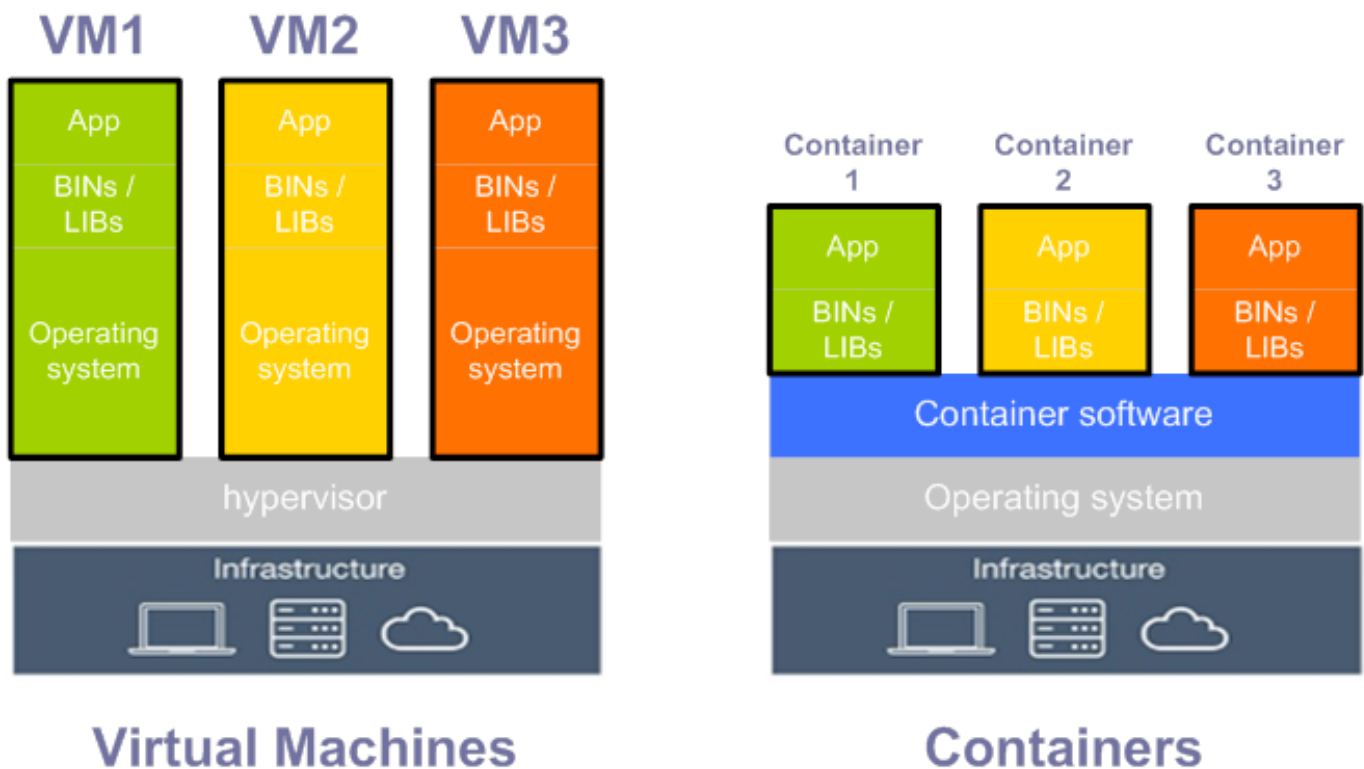 VM1
VM2
VM3
App
BINs /
LIBs
Operating
system
App
BINs /
LIBs
Operating
system
App
BINs /
LIBs
Operating
system
hypervisor
Infrastructure
Virtual Machines
Container
1
Container
2
Container
3
App
BINs /
LIBs
App
BINs /
LIBs
App
BINs /
LIBs
Container software
Operating system
Infrastructure
Containers